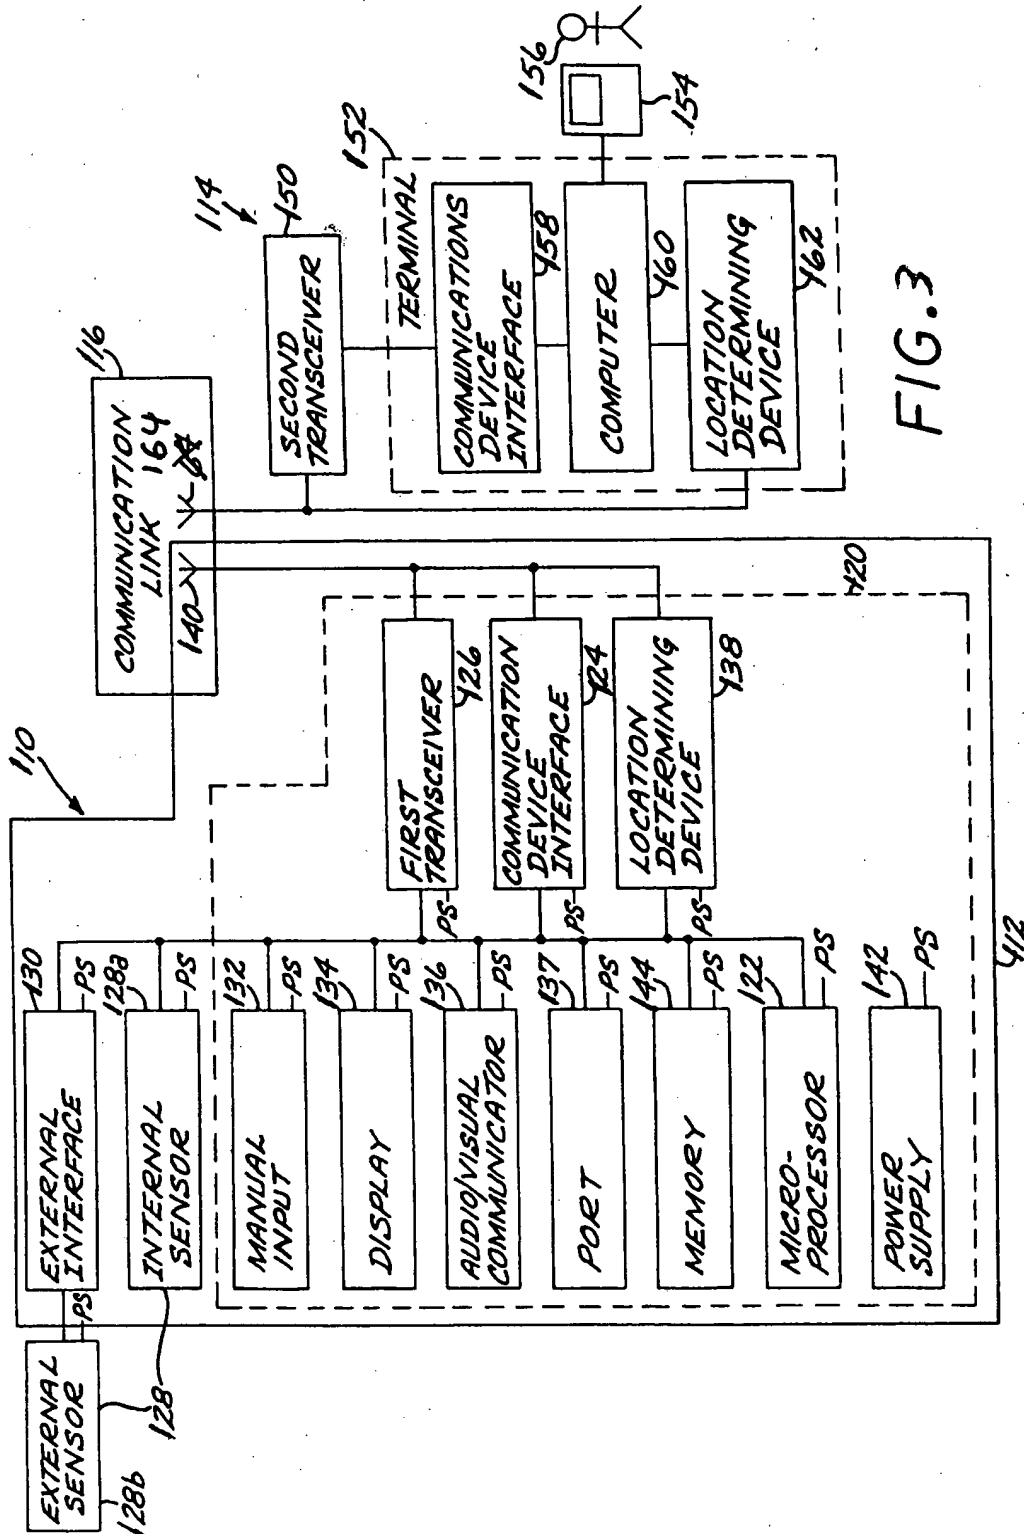 110
116
COMMUNICATION
LINK 164
140
114
150
SECOND
TRANSCEIVER
152
TERMINAL
COMMUNICATIONS
DEVICE
INTERFACE
158
COMPUTER
160
LOCATION
DETERMINING
DEVICE
162
154
156
EXTERNAL
SENSOR
128b
128
PS
EXTERNAL
INTERFACE
130
PS
INTERNAL
SENSOR
128a
PS
MANUAL
INPUT
132
PS
DISPLAY
134
PS
AUDIO/VISUAL
COMMUNICATOR
136
PS
PORT
137
PS
MEMORY
144
PS
MICRO-
PROCESSOR
122
PS
POWER
SUPPLY
142
PS
FIRST
TRANSCEIVER
126
PS
COMMUNICATION
DEVICE
INTERFACE
124
PS
LOCATION
DETERMINING
DEVICE
138
PS
120
112
FIG. 3